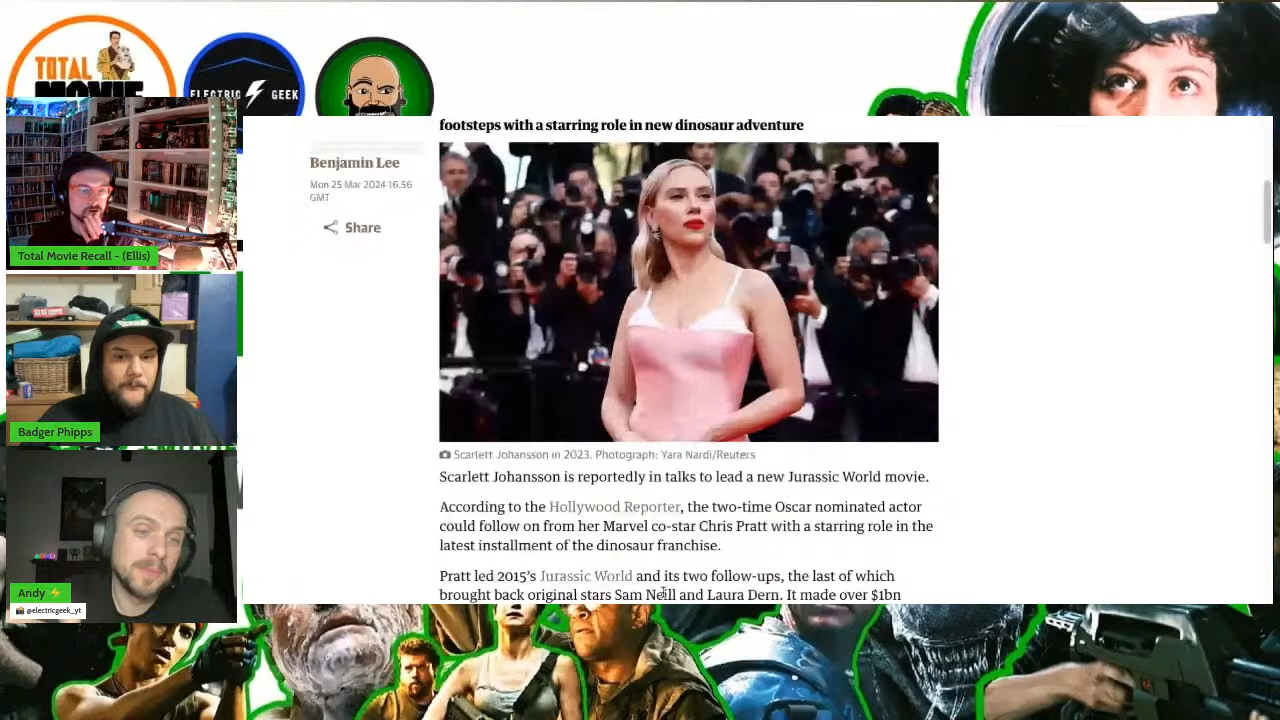 TOTAL
MOVIE
ELECTRIC GEEK
footsteps with a starring role in new dinosaur adventure
Benjamin Lee
Mon 25 Mar 2024 16.56
GMT
Share
Total Movie Recall - (Ellis)
Badger Phipps
Andy
@electricgeek_yt
Scarlett Johansson in 2023. Photograph: Yara Nardi/Reuters
Scarlett Johansson is reportedly in talks to lead a new Jurassic World movie.
According to the Hollywood Reporter, the two-time Oscar nominated actor
could follow on from her Marvel co-star Chris Pratt with a starring role in the
latest installment of the dinosaur franchise.
Pratt led 2015's Jurassic World and its two follow-ups, the last of which
brought back original stars Sam Neill and Laura Dern. It made over $1bn